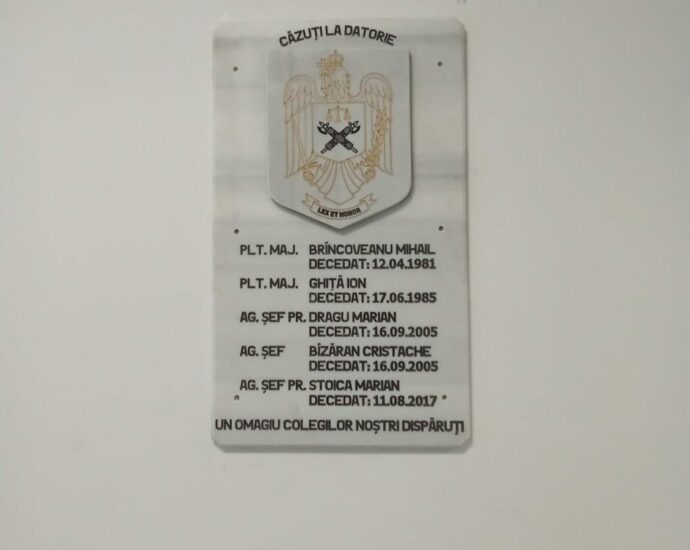 CĂZUȚI LA DATORIE
LEX ET HONOR
PLT. MAJ. BRÎNCOVEANU MIHAIL
DECEDAT: 12.04.1981
PLT. MAJ. GHIȚĂ ION
DECEDAT: 17.06.1985
AG. ȘEF PR. DRAGU MARIAN
DECEDAT: 16.09.2005
AG. ȘEF BÎZĂRAN CRISTACHE
DECEDAT: 16.09.2005
AG. ȘEF PR. STOICA MARIAN
DECEDAT: 11.08.2017
UN OMAGIU COLEGILOR NOȘTRI DISPĂRUȚI